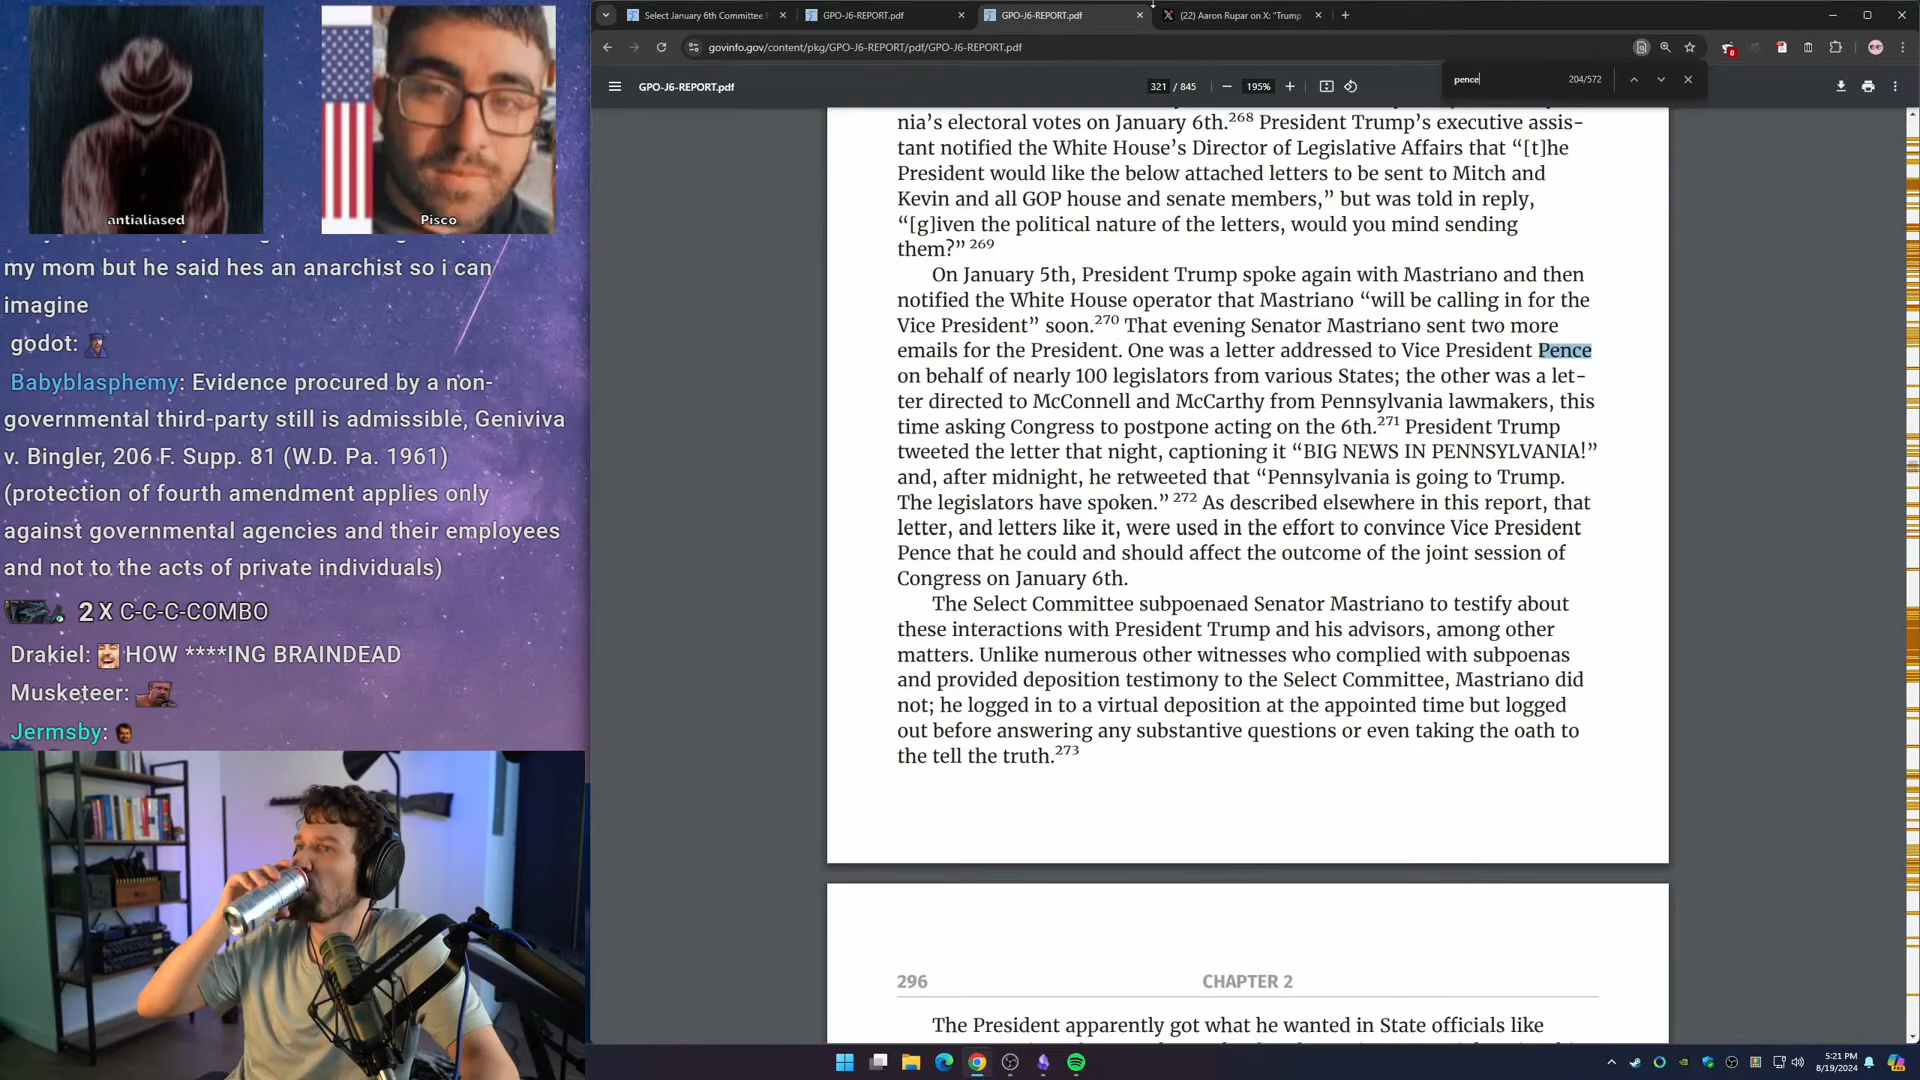 Select January 6th Committee F
GPO-J6-REPORT.pdf
GPO-J6-REPORT.pdf
(22) Aaron Rupar on X: "Trump
govinfo.gov/content/pkg/GPO-J6-REPORT/pdf/GPO-J6-REPORT.pdf
pence
204/572
GPO-J6-REPORT.pdf
321 / 845
195%
antialiased
Pisco
my mom but he said hes an anarchist so i can
imagine
godot:
Babyblasphemy: Evidence procured by a non-
governmental third-party still is admissible, Geniviva
v. Bingler, 206 F. Supp. 81 (W.D. Pa. 1961)
(protection of fourth amendment applies only
against governmental agencies and their employees
and not to the acts of private individuals)
2 X C-C-C-COMBO
Drakiel: HOW ****ING BRAINDEAD
Musketeer:
Jermsby:
nia's electoral votes on January 6th.268 President Trump's executive assis-
tant notified the White House's Director of Legislative Affairs that "[t]he
President would like the below attached letters to be sent to Mitch and
Kevin and all GOP house and senate members," but was told in reply,
"[g]iven the political nature of the letters, would you mind sending
them?" 269
On January 5th, President Trump spoke again with Mastriano and then
notified the White House operator that Mastriano "will be calling in for the
Vice President" soon.270 That evening Senator Mastriano sent two more
emails for the President. One was a letter addressed to Vice President Pence
on behalf of nearly 100 legislators from various States; the other was a let-
ter directed to McConnell and McCarthy from Pennsylvania lawmakers, this
time asking Congress to postpone acting on the 6th.271 President Trump
tweeted the letter that night, captioning it "BIG NEWS IN PENNSYLVANIA!"
and, after midnight, he retweeted that "Pennsylvania is going to Trump.
The legislators have spoken." 272 As described elsewhere in this report, that
letter, and letters like it, were used in the effort to convince Vice President
Pence that he could and should affect the outcome of the joint session of
Congress on January 6th.
The Select Committee subpoenaed Senator Mastriano to testify about
these interactions with President Trump and his advisors, among other
matters. Unlike numerous other witnesses who complied with subpoenas
and provided deposition testimony to the Select Committee, Mastriano did
not; he logged in to a virtual deposition at the appointed time but logged
out before answering any substantive questions or even taking the oath to
the tell the truth.273
296 CHAPTER 2
The President apparently got what he wanted in State officials like
5:21 PM
8/19/2024